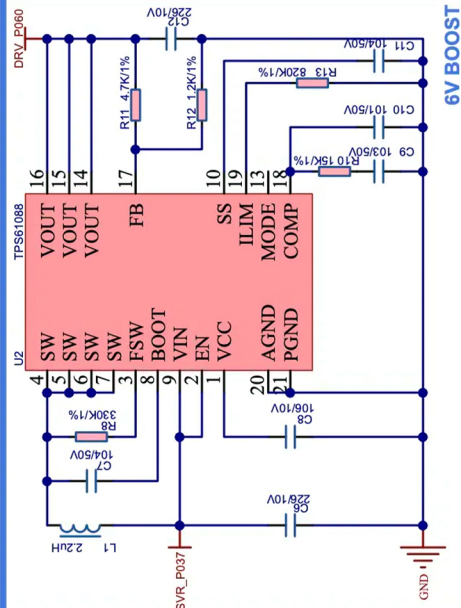 6V BOOST
DRV_P060
C12
226/10V
R11 4.7K/1%
R12 1.2K/1%
C11
104/50V
R13 820K/1%
C10 101/50V
C9
103/50V
R10 15K/1%
16
15
14
17
10
19
13
18
TPS61088
VOUT
VOUT
VOUT
FB
SS
ILIM
MODE
COMP
U2
SW
SW
SW
SW
FSW
BOOT
VIN
EN
VCC
AGND
PGND
4
5
6
7
3
8
9
2
1
20
21
R8
330K/1%
C7
104/50V
C8
106/10V
C6
226/10V
L1
2.2uH
SVR_P037
GND